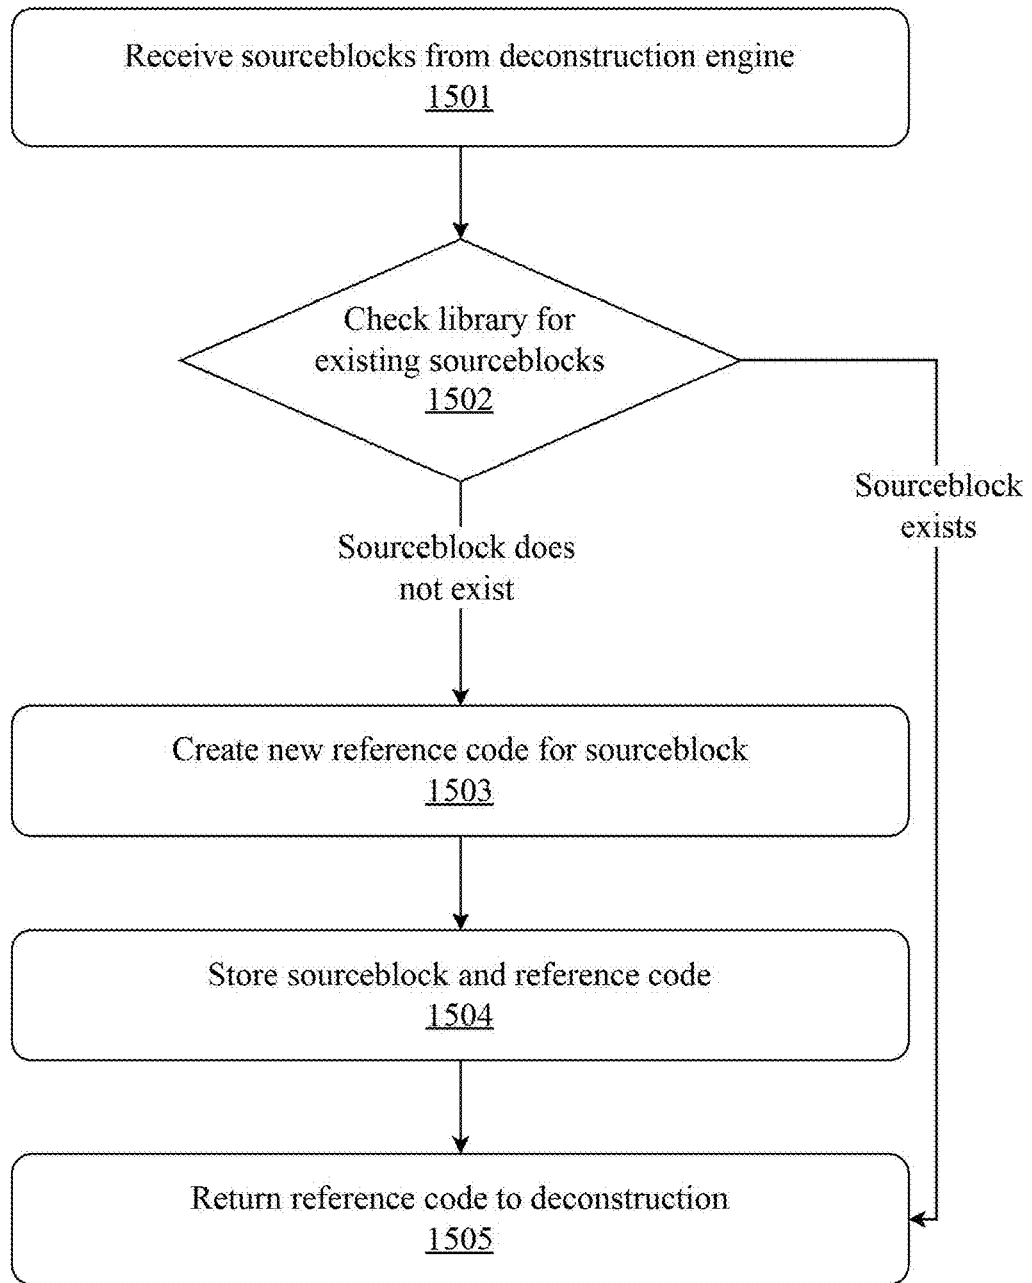 Receive sourceblocks from deconstruction engine
1501
Check library for
existing sourceblocks
1502
Sourceblock
exists
Sourceblock does
not exist
Create new reference code for sourceblock
1503
Store sourceblock and reference code
1504
Return reference code to deconstruction
1505